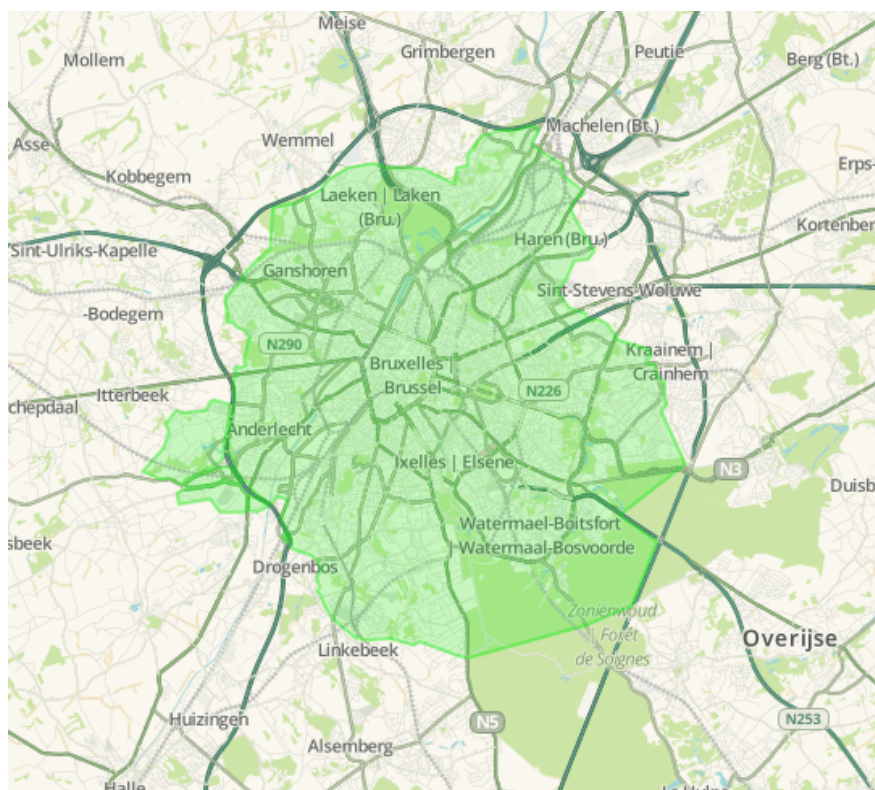 Meise
Grimbergen
Peutie
Mollem
Berg (Bt.)
Machelen (Bt.)
Wemmel
Asse
Kobbegem
Erps-
Laeken | Laken
(Bru.)
Kortenber
Haren (Bru.)
Sint-Ulriks-Kapelle
Ganshoren
Sint-Stevens-Woluwe
-Bodegem
N290
Kraainem |
Crainhem
Bruxelles |
Brussel
N226
Itterbeek
chepdaal
Anderlecht
Ixelles | Elsene
N3
Duisb
Watermael-Boitsfort
| Watermaal-Bosvoorde
sbeek
Drogenbos
Zoniënwoud
| Forêt
de Soignes
Overijse
Linkebeek
Huizingen
N5
N253
Alsemberg
Halle
La Hulpe